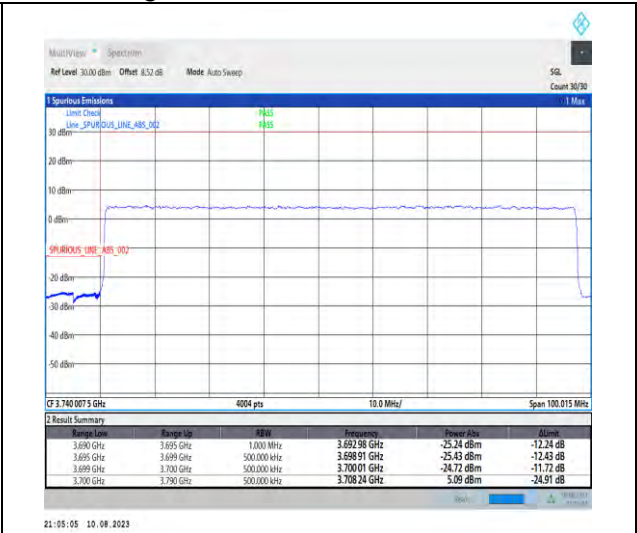 MultiView Spectrum
Ref Level 30.00 dBm Offset 8.52 dB Mode Auto Sweep SGL
Count 30/30
1 Spurious Emissions 1 Max
Limit Check PASS
Line _SPURIOUS_LINE_ABS_002 PASS
30 dBm
20 dBm
10 dBm
0 dBm
SPURIOUS_LINE_ABS_002
-20 dBm
-30 dBm
-40 dBm
-50 dBm
CF 3.740 007 5 GHz 4004 pts 10.0 MHz/ Span 100.015 MHz
2 Result Summary
Range Low Range Up RBW Frequency Power Abs ΔLimit
3.690 GHz 3.695 GHz 1.000 MHz 3.692 98 GHz -25.24 dBm -12.24 dB
3.695 GHz 3.699 GHz 500.000 kHz 3.698 91 GHz -25.43 dBm -12.43 dB
3.699 GHz 3.700 GHz 500.000 kHz 3.700 01 GHz -24.72 dBm -11.72 dB
3.700 GHz 3.790 GHz 500.000 kHz 3.708 24 GHz 5.09 dBm -24.91 dB
21:05:05 10.08.2023